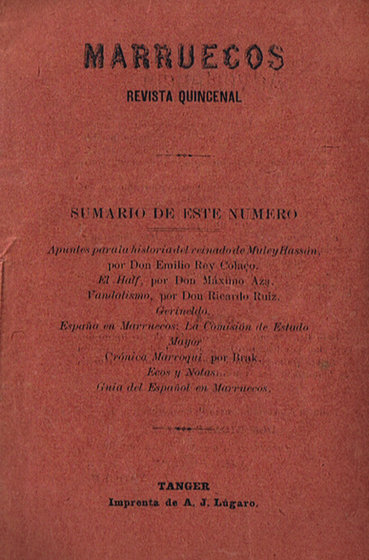 MARRUECOS
REVISTA QUINCENAL
SUMARIO DE ESTE NUMERO
Apuntes para la historia del reinado de Muley Hassán,
por Don Emilio Rey Colaço.
El Half, por Don Máximo Aza.
Vandalismo, por Don Ricardo Ruiz.
Gerineldo.
España en Marruecos: La Comisión de Estado
Mayor
Crónica Marroquí, por Brak.
Ecos y Notas.
Guia del Español en Marruecos.
TANGER
Imprenta de A. J. Lúgaro.